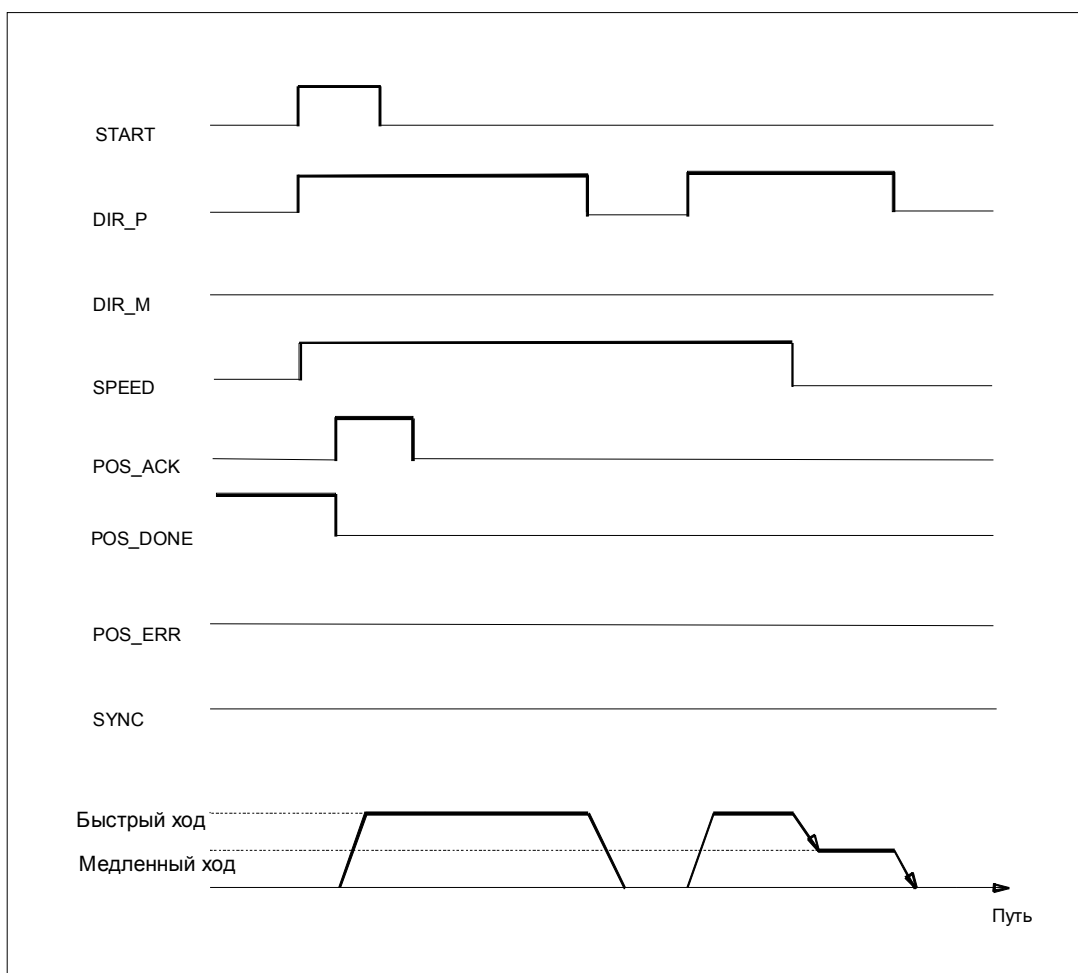 START
DIR_P
DIR_M
SPEED
POS_ACK
POS_DONE
POS_ERR
SYNC
Быстрый ход
Медленный ход
Путь